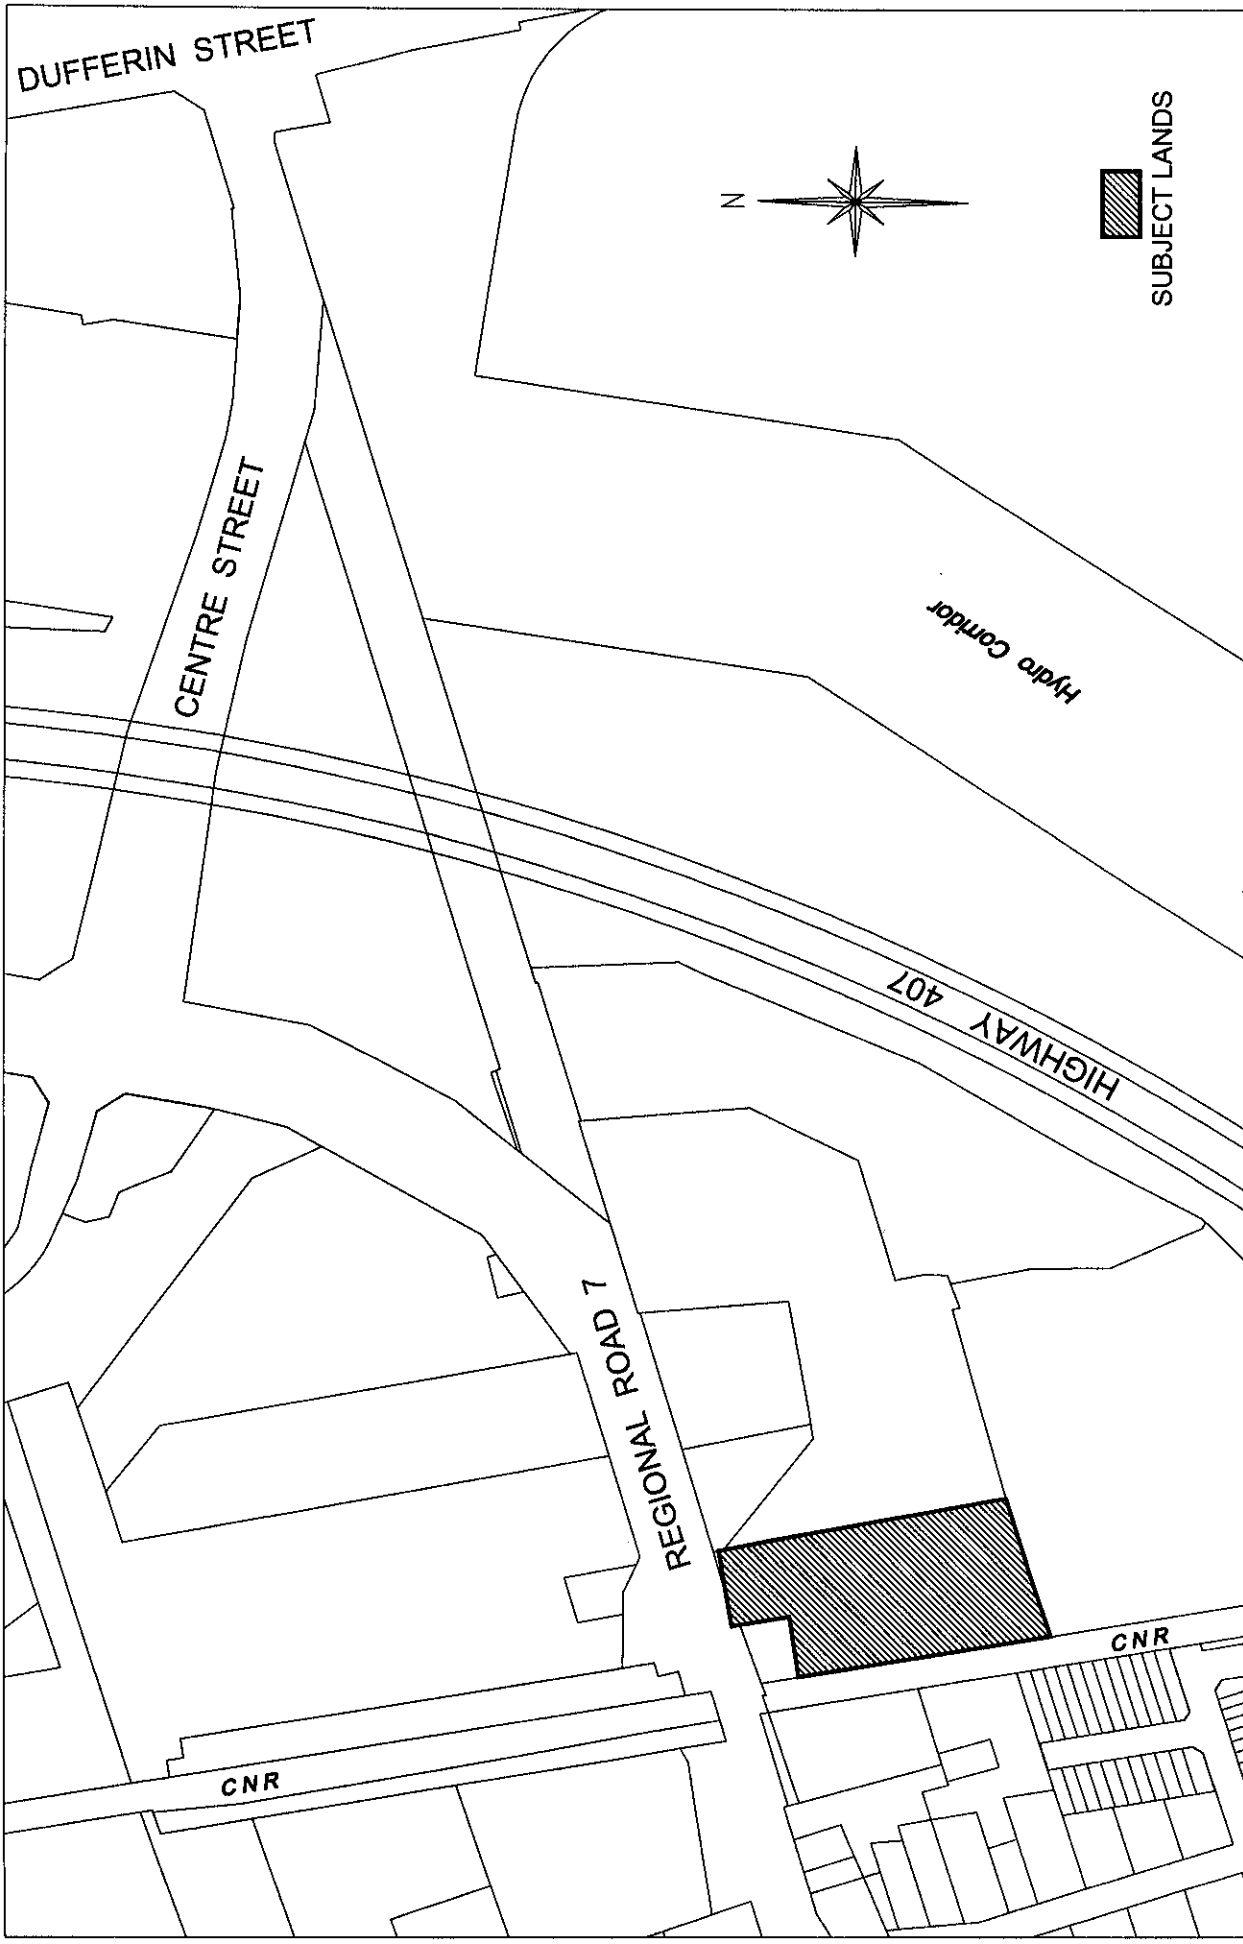 DUFFERIN STREET
N
SUBJECT LANDS
CENTRE STREET
Hydro Corridor
HIGHWAY 407
REGIONAL ROAD 7
CNR
CNR